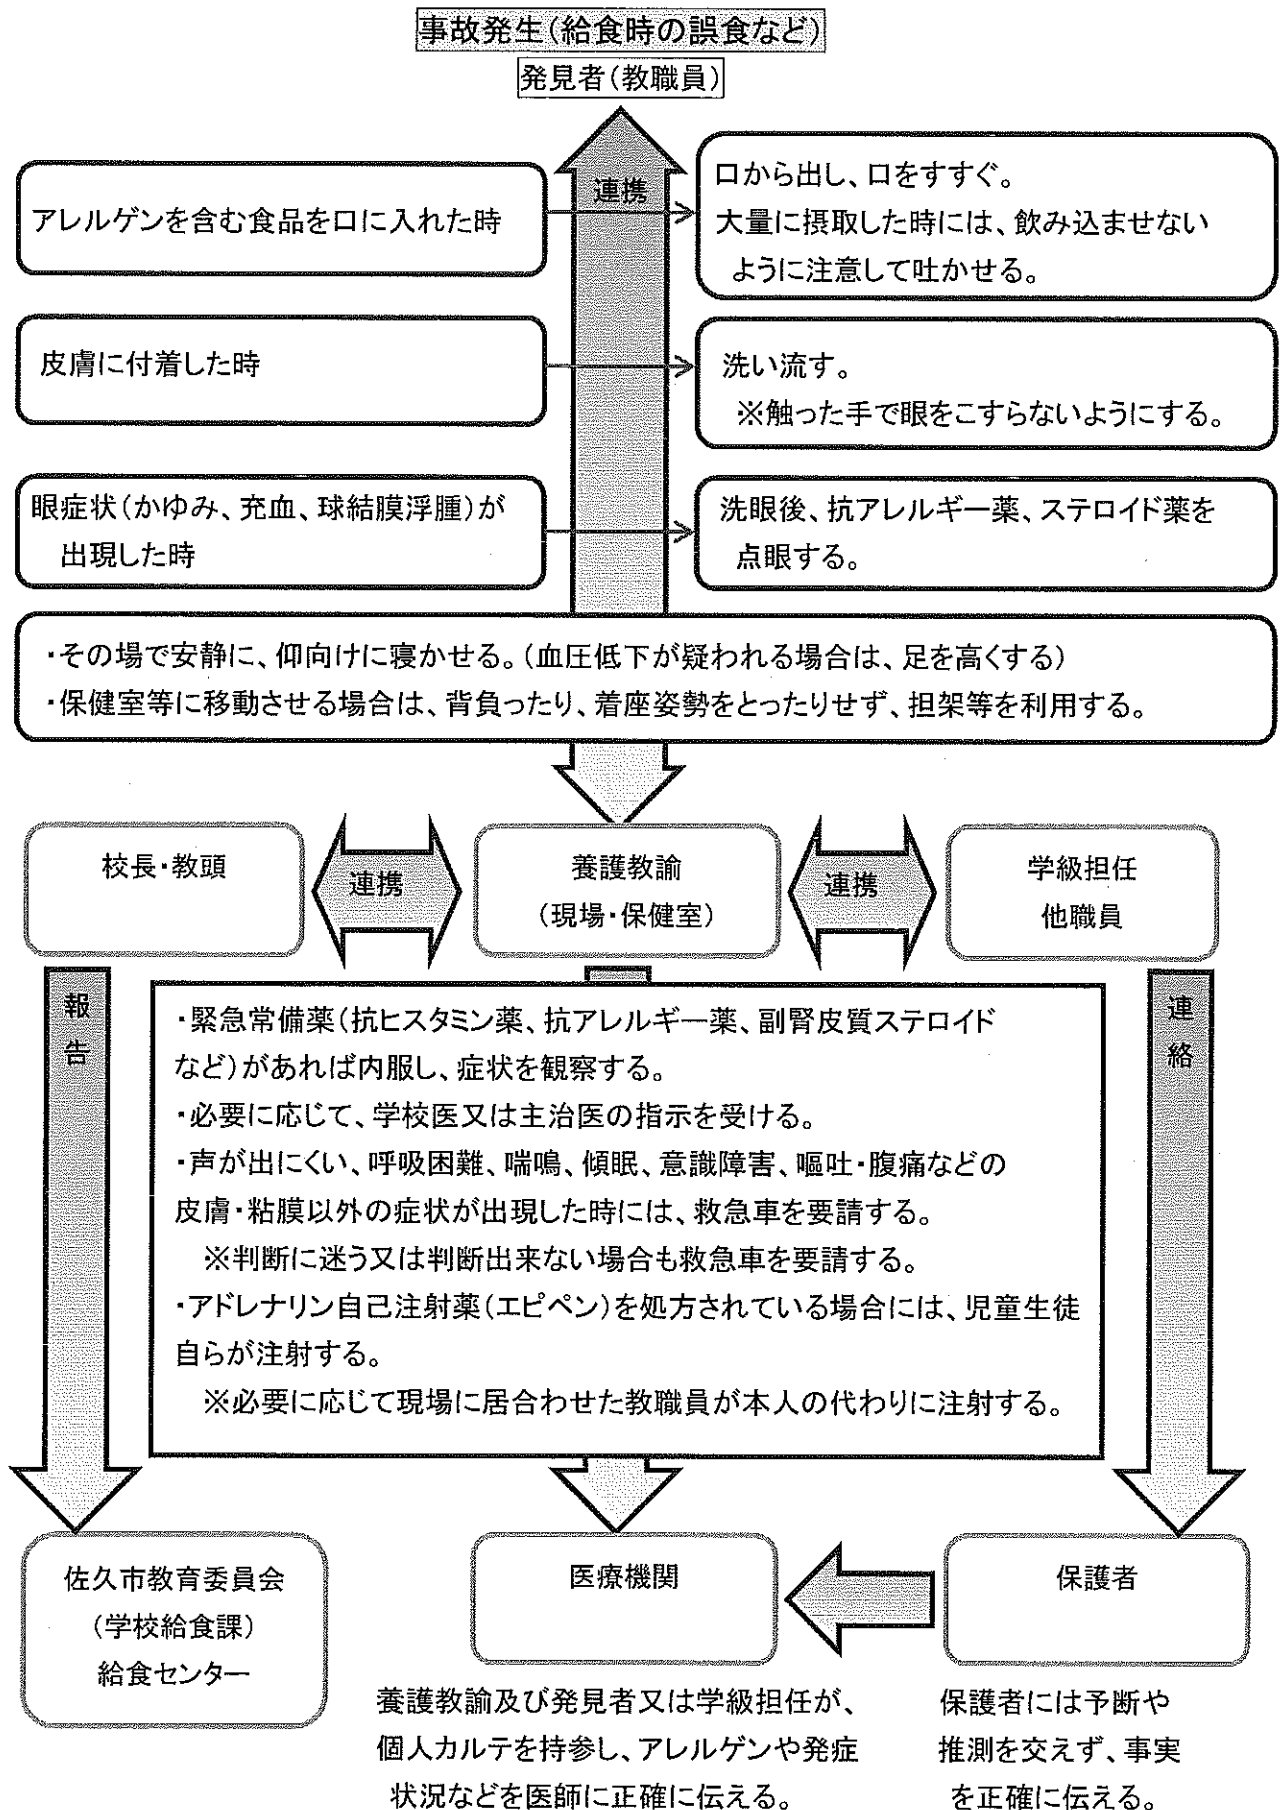 事故発生(給食時の誤食など)
発見者(教職員)
連携
アレルゲンを含む食品を口に入れた時
口から出し、口をすすぐ。
大量に摂取した時には、飲み込ませない
ように注意して吐かせる。
皮膚に付着した時
洗い流す。
※触った手で眼をこすらないようにする。
眼症状(かゆみ、充血、球結膜浮腫)が
出現した時
洗眼後、抗アレルギー薬、ステロイド薬を
点眼する。
・その場で安静に、仰向けに寝かせる。(血圧低下が疑われる場合は、足を高くする)
・保健室等に移動させる場合は、背負ったり、着座姿勢をとったりせず、担架等を利用する。
校長・教頭
連携
養護教諭
(現場・保健室)
連携
学級担任
他職員
報告
・緊急常備薬(抗ヒスタミン薬、抗アレルギー薬、副腎皮質ステロイド
など)があれば内服し、症状を観察する。
・必要に応じて、学校医又は主治医の指示を受ける。
・声が出にくい、呼吸困難、喘鳴、傾眠、意識障害、嘔吐・腹痛などの
皮膚・粘膜以外の症状が出現した時には、救急車を要請する。
※判断に迷う又は判断出来ない場合も救急車を要請する。
・アドレナリン自己注射薬(エピペン)を処方されている場合には、児童生徒
自らが注射する。
※必要に応じて現場に居合わせた教職員が本人の代わりに注射する。
連絡
佐久市教育委員会
(学校給食課)
給食センター
医療機関
保護者
養護教諭及び発見者又は学級担任が、
個人カルテを持参し、アレルゲンや発症
状況などを医師に正確に伝える。
保護者には予断や
推測を交えず、事実
を正確に伝える。